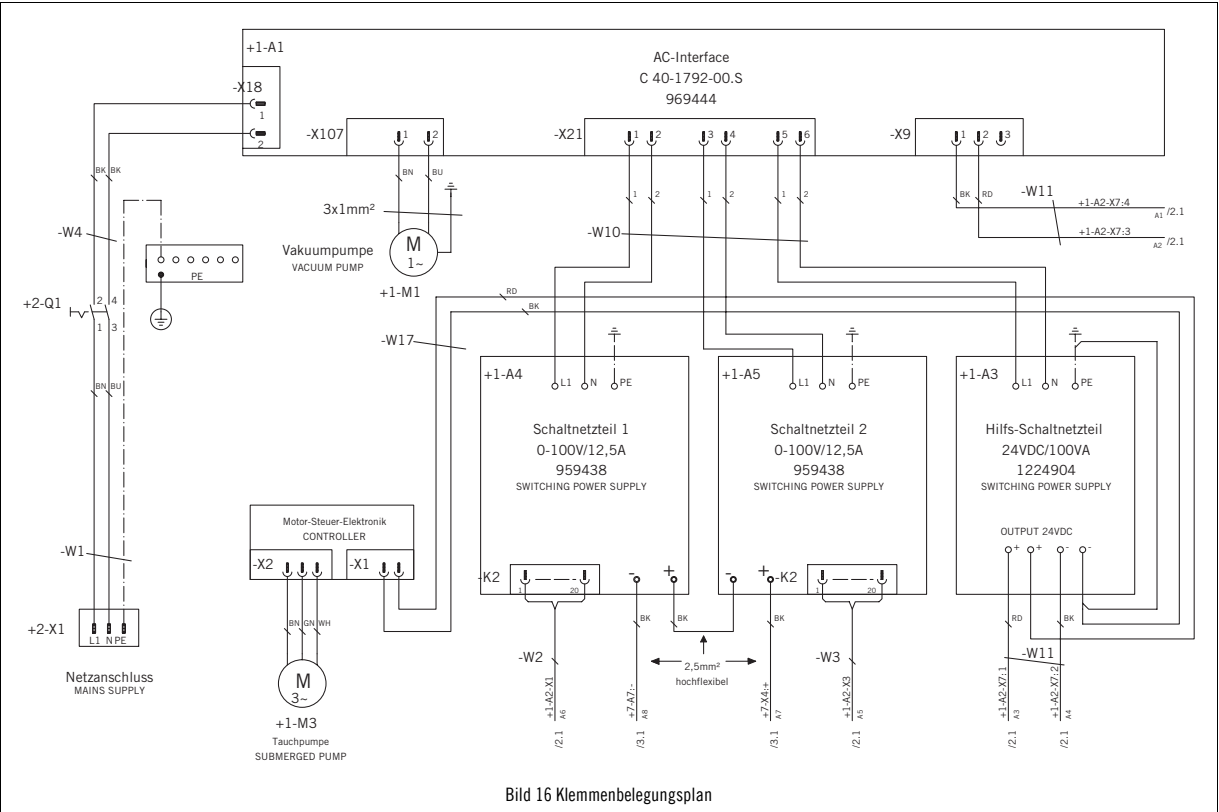 +1-A1
AC-Interface
C 40-1792-00.S
969444
-X18
1
2
-X107
1 2
-X21
1 2 3 4 5 6
-X9
1 2 3
BK BK
BN BU
1 2 1 2 1 2
BK RD
-W11
+1-A2-X7:4
A1 /2.1
+1-A2-X7:3
A2 /2.1
3x1mm²
-W4
-W10
PE
Vakuumpumpe
VACUUM PUMP
M
1~
+1-M1
+2-Q1
2 4
1 3
RD
BK
-W17
BN BU
+1-A4
L1 N PE
+1-A5
L1 N PE
+1-A3
L1 N PE
Schaltnetzteil 1
0-100V/12,5A
959438
SWITCHING POWER SUPPLY
Schaltnetzteil 2
0-100V/12,5A
959438
SWITCHING POWER SUPPLY
Hilfs-Schaltnetzteil
24VDC/100VA
1224904
SWITCHING POWER SUPPLY
OUTPUT 24VDC
+ + - -
Motor-Steuer-Elektronik
CONTROLLER
-X2
-X1
-W1
-K2
1 20
- +
- +
-K2
1 20
BN GN WH
BK BK BK
RD BK
+2-X1
L1 N PE
Netzanschluss
MAINS SUPPLY
M
3~
+1-M3
Tauchpumpe
SUBMERGED PUMP
-W2
2,5mm²
hochflexibel
-W3
-W11
+1-A2-X1
A6
/2.1
+7-A7:-
A8
/3.1
+7-X4:+
A7
/3.1
+1-A2-X3
A5
/2.1
+1-A2-X7:1
A3
/2.1
+1-A2-X7:2
A4
/2.1
Bild 16 Klemmenbelegungsplan